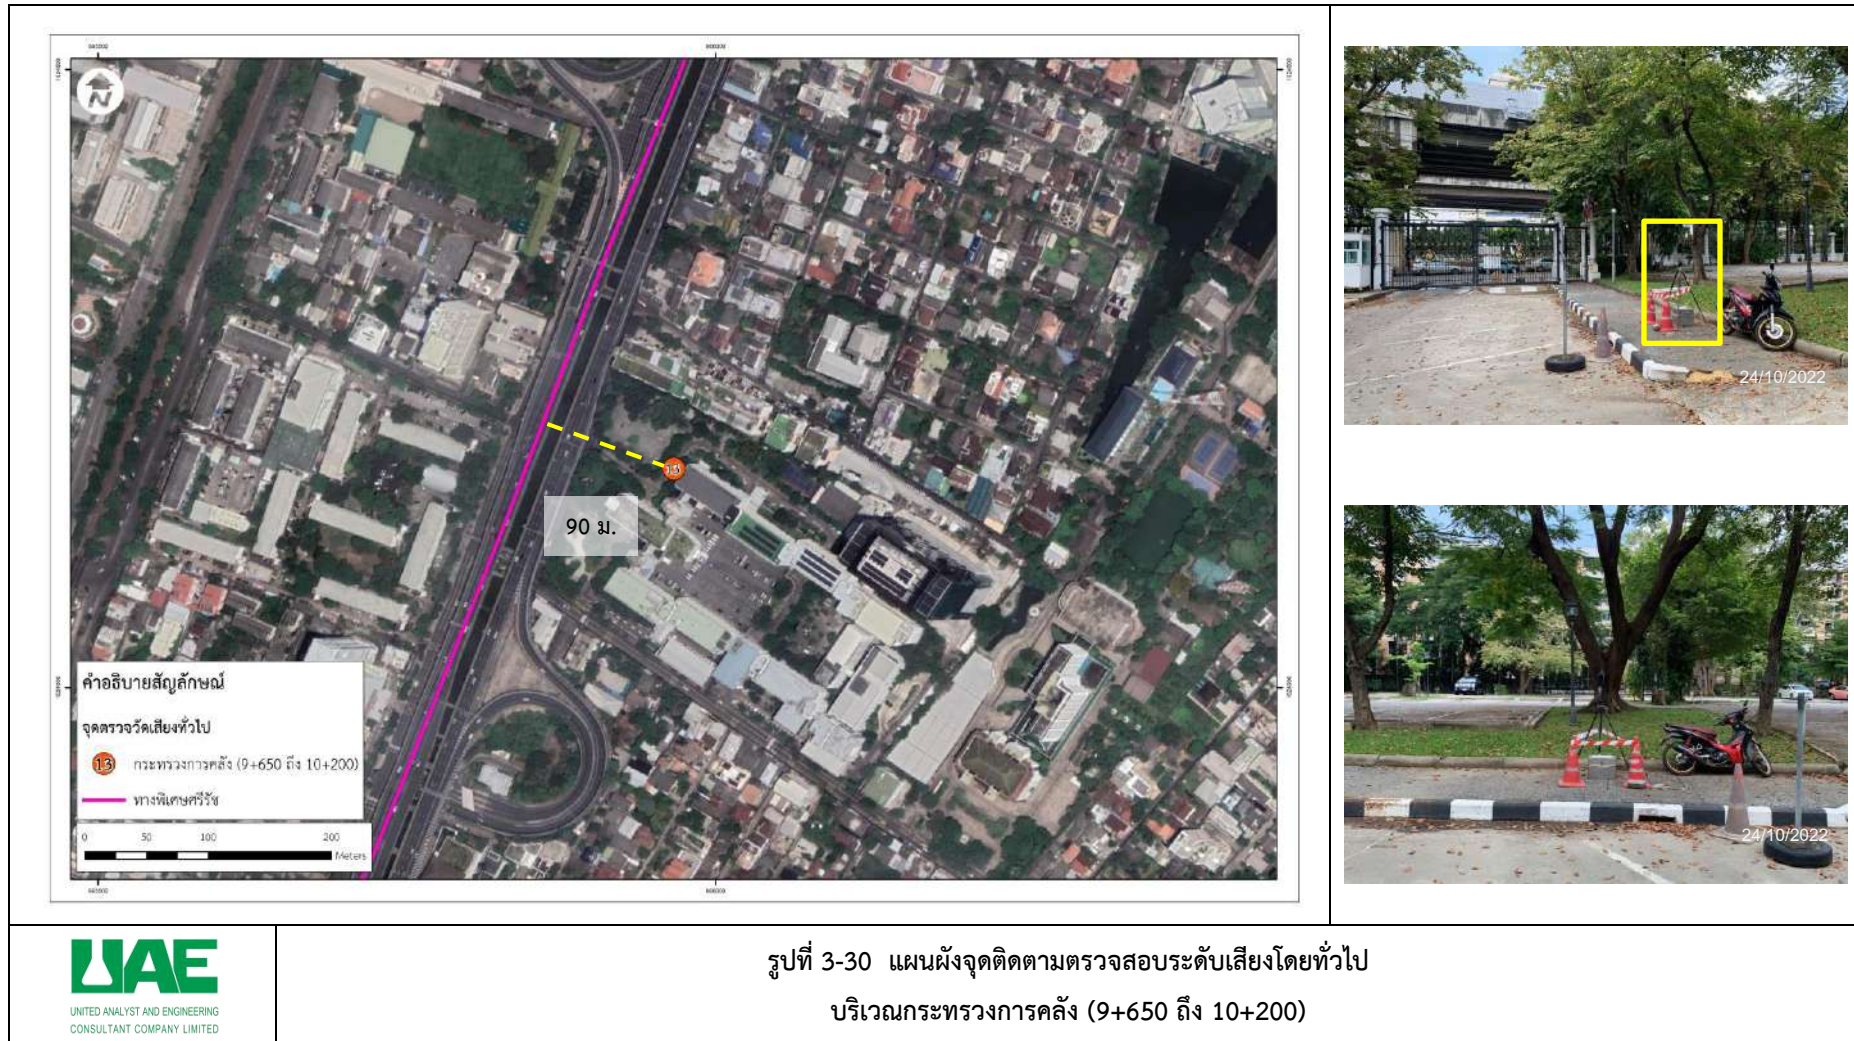 N
90 ม.
13
คำอธิบายสัญลักษณ์
จุดตรวจวัดเสียงทั่วไป
13 กระทรวงการคลัง (9+650 ถึง 10+200)
ทางพิเศษศรีรัช
0 50 100 200
Meters
24/10/2022
24/10/2022
UAE
UNITED ANALYST AND ENGINEERING
CONSULTANT COMPANY LIMITED
รูปที่ 3-30 แผนผังจุดติดตามตรวจสอบระดับเสียงโดยทั่วไป
บริเวณกระทรวงการคลัง (9+650 ถึง 10+200)